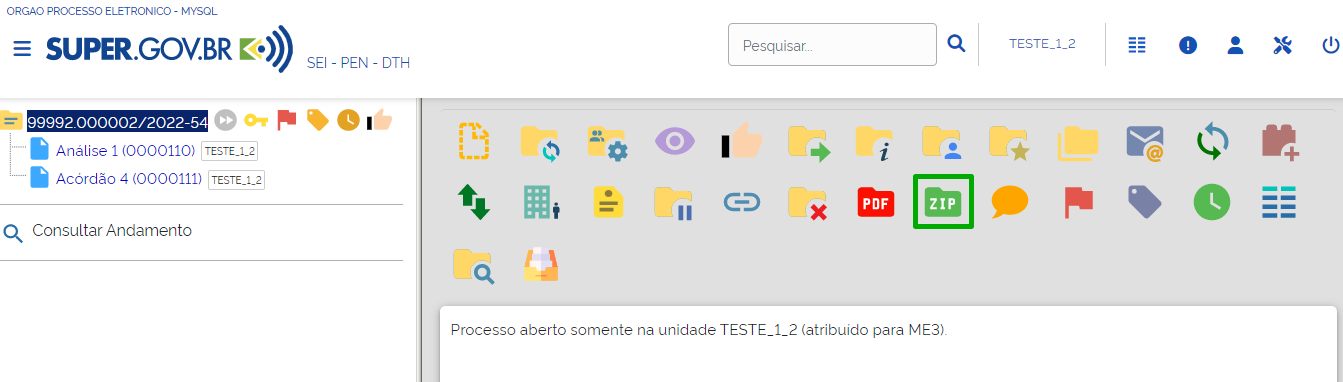 ORGAO PROCESSO ELETRONICO - MYSQL
SUPER.GOV.BR
SEI - PEN - DTH
Pesquisar...
TESTE_1_2
99992.000002/2022-54
Análise 1 (0000110) TESTE_1_2
Acórdão 4 (0000111) TESTE_1_2
Consultar Andamento
PDF
ZIP
Processo aberto somente na unidade TESTE_1_2 (atribuído para ME3).